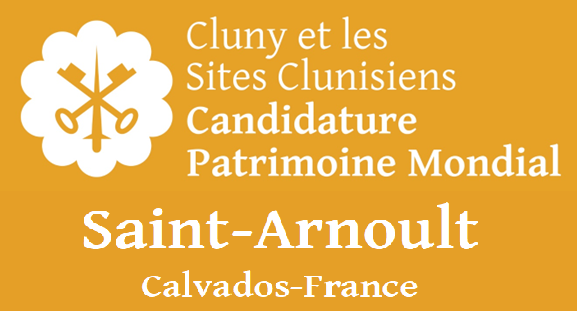 Cluny et les
Sites Clunisiens
Candidature
Patrimoine Mondial
Saint-Arnoult
Calvados-France